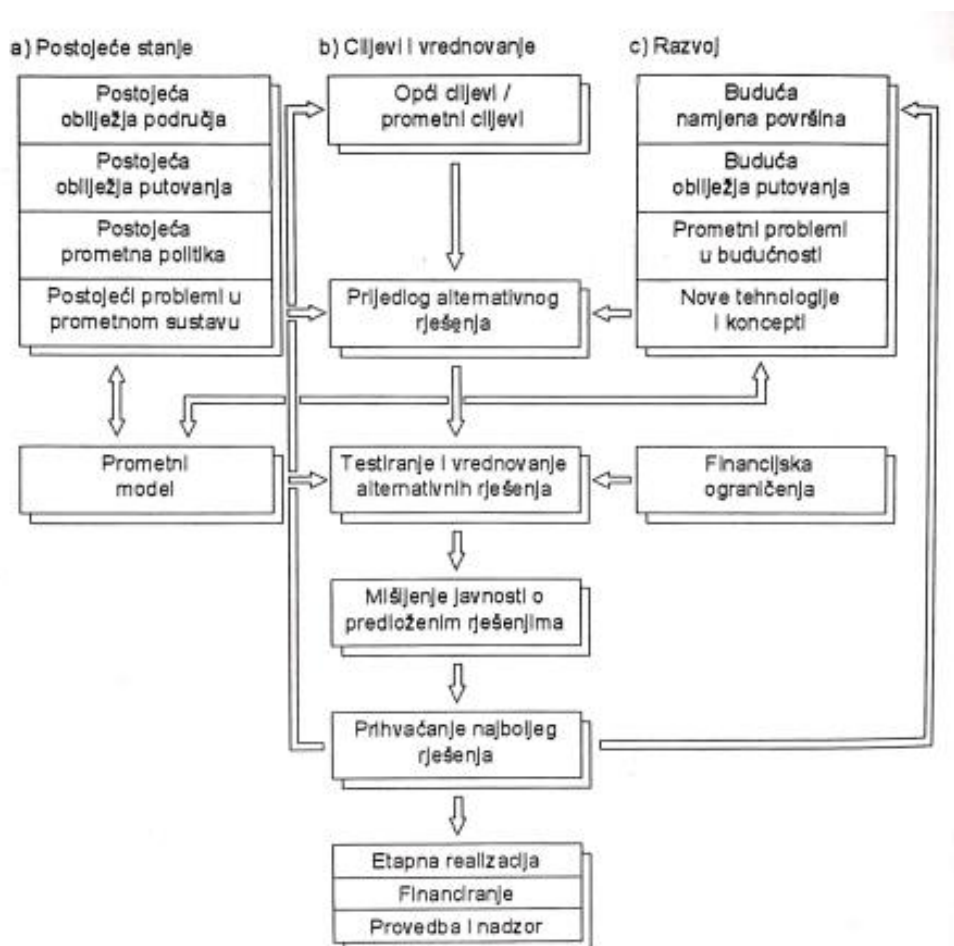 a) Postojeće stanje
Postojeća
obilježja područja
Postojeća
obilježja putovanja
Postojeća
prometna politika
Postojeći problemi u
prometnom sustavu
Prometni
model
b) Ciljevi i vrednovanje
Opći ciljevi /
prometni ciljevi
Prijedlog alternativnog
rješenja
Testiranje i vrednovanje
alternativnih rješenja
Mišljenje javnosti o
predloženim rješenjima
Prihvaćanje najboljeg
rješenja
Etapna realizacija
Financiranje
Provedba i nadzor
c) Razvoj
Buduća
namjena površina
Buduća
obilježja putovanja
Prometni problemi
u budućnosti
Nove tehnologije
i koncepti
Financijska
ograničenja